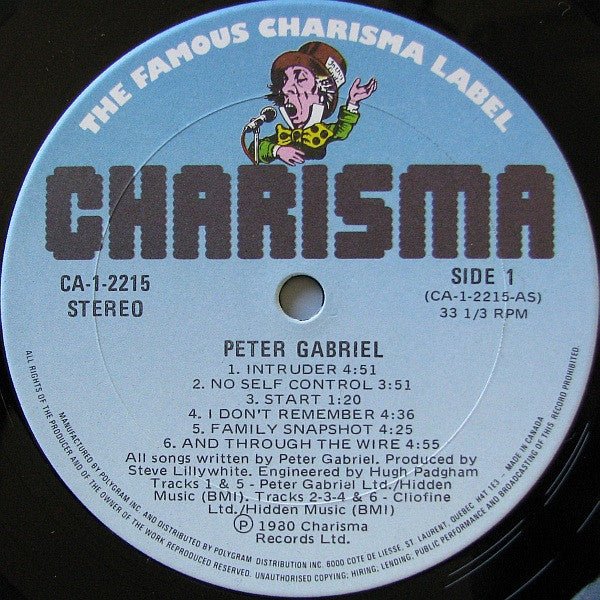 THE FAMOUS CHARISMA LABEL
CHARISMA
CA-1-2215
STEREO
SIDE 1
(CA-1-2215-AS)
33 1/3 RPM
PETER GABRIEL
1. INTRUDER 4:51
2. NO SELF CONTROL 3:51
3. START 1:20
4. I DON'T REMEMBER 4:36
5. FAMILY SNAPSHOT 4:25
6. AND THROUGH THE WIRE 4:55
All songs written by Peter Gabriel. Produced by
Steve Lillywhite. Engineered by Hugh Padgham
Tracks 1 & 5 - Peter Gabriel Ltd./Hidden
Music (BMI). Tracks 2-3-4 & 6 - Cliofine
Ltd./Hidden Music (BMI)
Ⓟ 1980 Charisma
Records Ltd.
MANUFACTURED BY POLYGRAM INC. AND DISTRIBUTED BY POLYGRAM DISTRIBUTION INC. 6000 COTE DE LIESSE, ST. LAURENT, QUEBEC H4T 1E3 - MADE IN CANADA
ALL RIGHTS OF THE PRODUCER AND OF THE OWNER OF THE WORK REPRODUCED RESERVED. UNAUTHORISED COPYING; HIRING, LENDING, PUBLIC PERFORMANCE AND BROADCASTING OF THIS RECORD PROHIBITED.